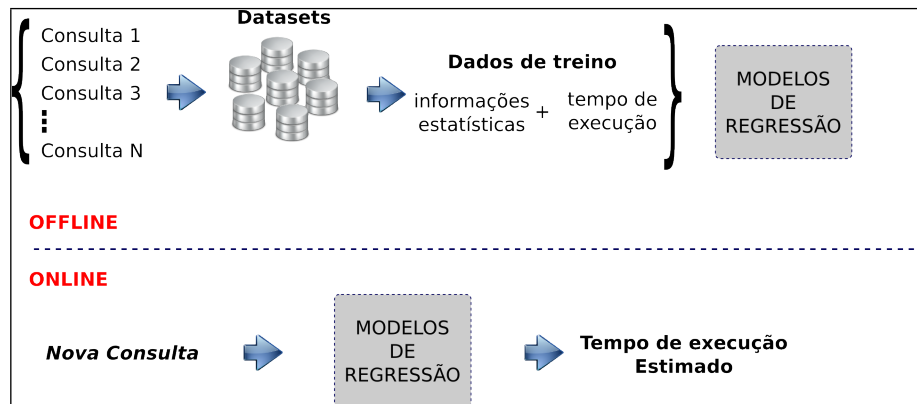 Datasets
Consulta 1
Consulta 2
Consulta 3
Consulta N
Dados de treino
informações
estatísticas
+
tempo de
execução
MODELOS
DE
REGRESSÃO
OFFLINE
ONLINE
Nova Consulta
MODELOS
DE
REGRESSÃO
Tempo de execução
Estimado